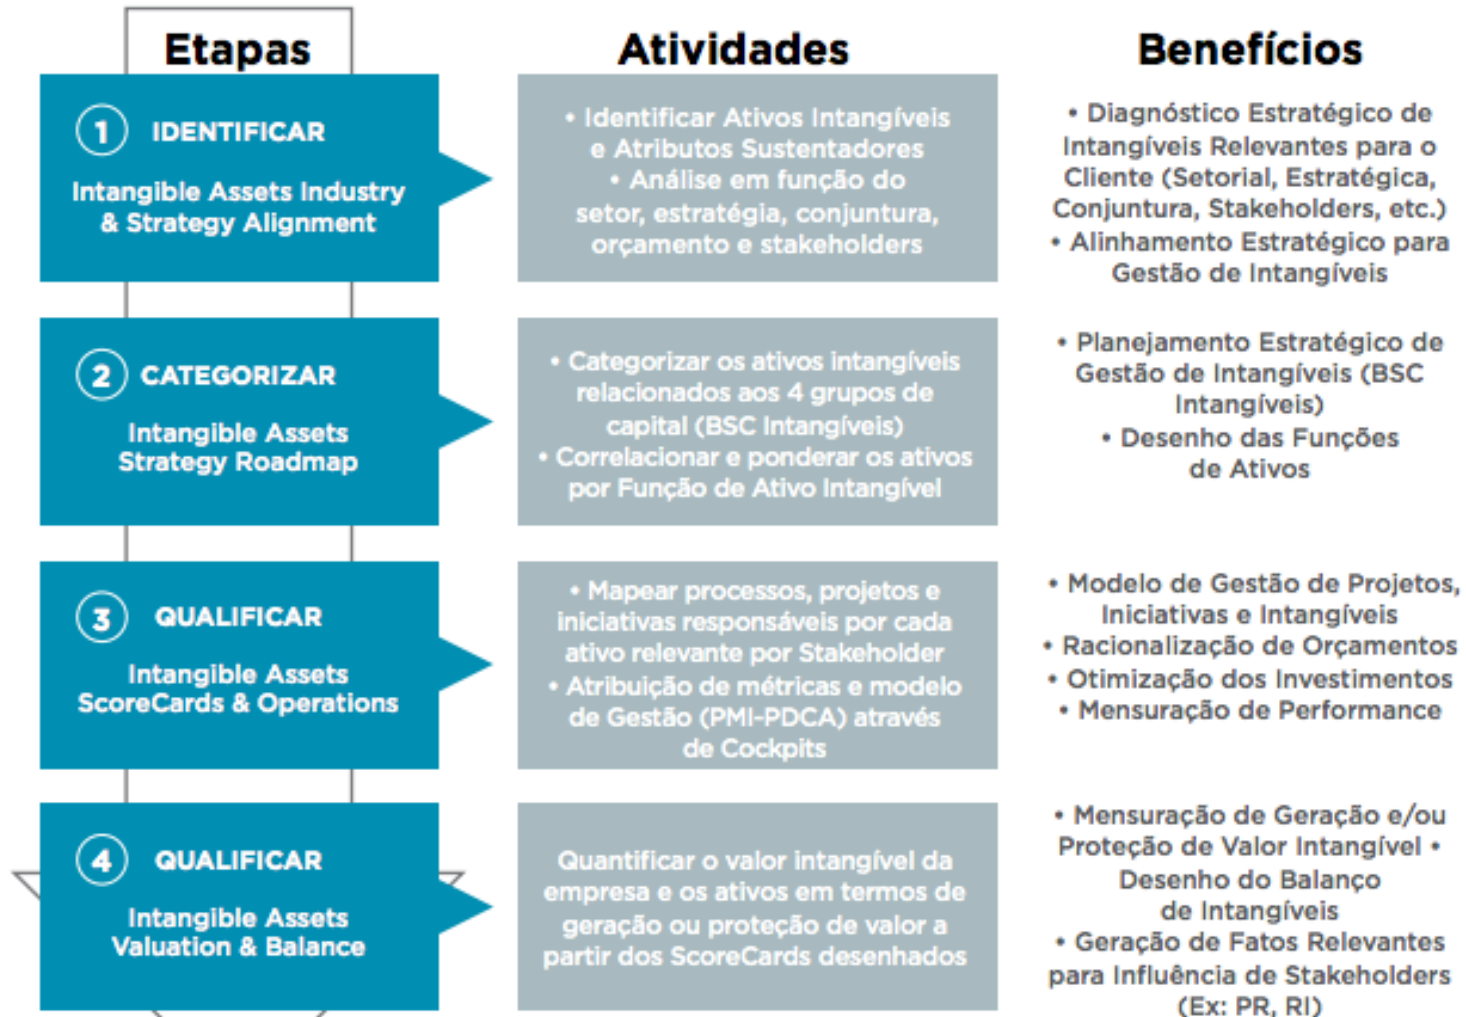 Etapas
Atividades
Benefícios
1 IDENTIFICAR
Intangible Assets Industry
& Strategy Alignment
• Identificar Ativos Intangíveis
e Atributos Sustentadores
• Análise em função do
setor, estratégia, conjuntura,
orçamento e stakeholders
• Diagnóstico Estratégico de
Intangíveis Relevantes para o
Cliente (Setorial, Estratégica,
Conjuntura, Stakeholders, etc.)
• Alinhamento Estratégico para
Gestão de Intangíveis
2 CATEGORIZAR
Intangible Assets
Strategy Roadmap
• Categorizar os ativos intangíveis
relacionados aos 4 grupos de
capital (BSC Intangíveis)
• Correlacionar e ponderar os ativos
por Função de Ativo Intangível
• Planejamento Estratégico de
Gestão de Intangíveis (BSC
Intangíveis)
• Desenho das Funções
de Ativos
3 QUALIFICAR
Intangible Assets
ScoreCards & Operations
• Mapear processos, projetos e
iniciativas responsáveis por cada
ativo relevante por Stakeholder
• Atribuição de métricas e modelo
de Gestão (PMI-PDCA) através
de Cockpits
• Modelo de Gestão de Projetos,
Iniciativas e Intangíveis
• Racionalização de Orçamentos
• Otimização dos Investimentos
• Mensuração de Performance
4 QUALIFICAR
Intangible Assets
Valuation & Balance
Quantificar o valor intangível da
empresa e os ativos em termos de
geração ou proteção de valor a
partir dos ScoreCards desenhados
• Mensuração de Geração e/ou
Proteção de Valor Intangível •
Desenho do Balanço
de Intangíveis
• Geração de Fatos Relevantes
para Influência de Stakeholders
(Ex: PR, RI)